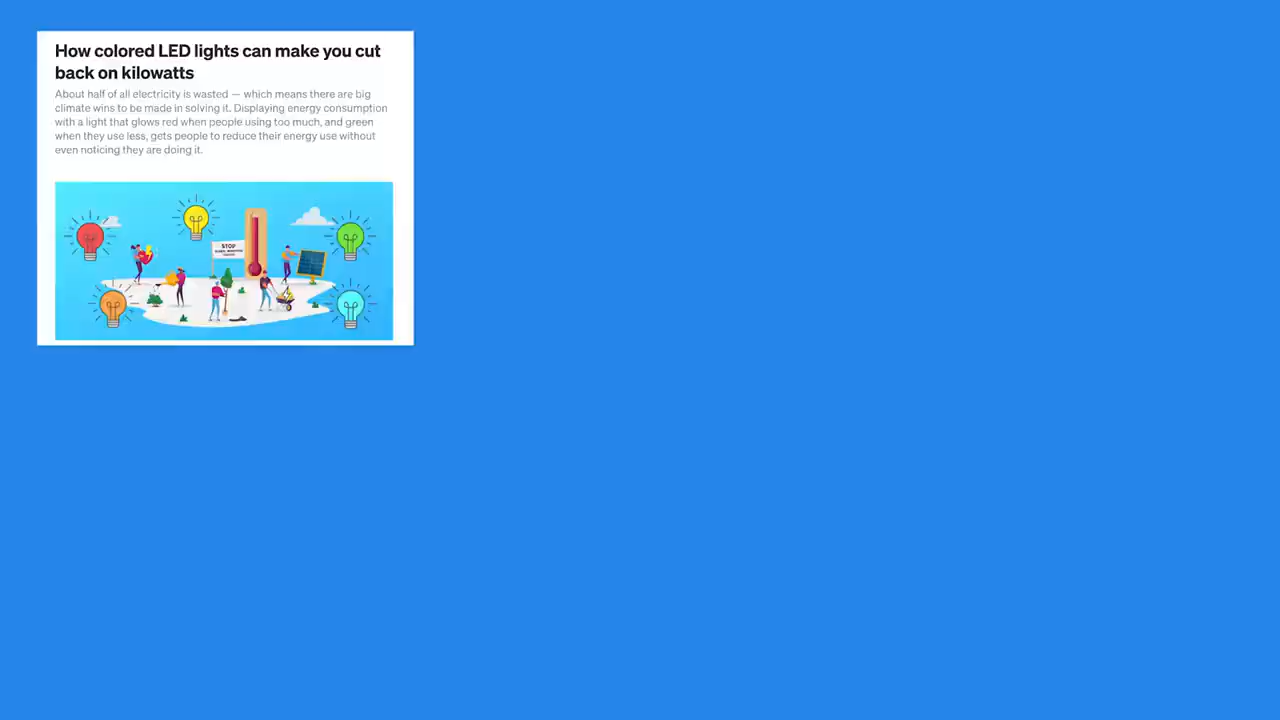 How colored LED lights can make you cut
back on kilowatts
About half of all electricity is wasted — which means there are big
climate wins to be made in solving it. Displaying energy consumption
with a light that glows red when people using too much, and green
when they use less, gets people to reduce their energy use without
even noticing they are doing it.
STOP